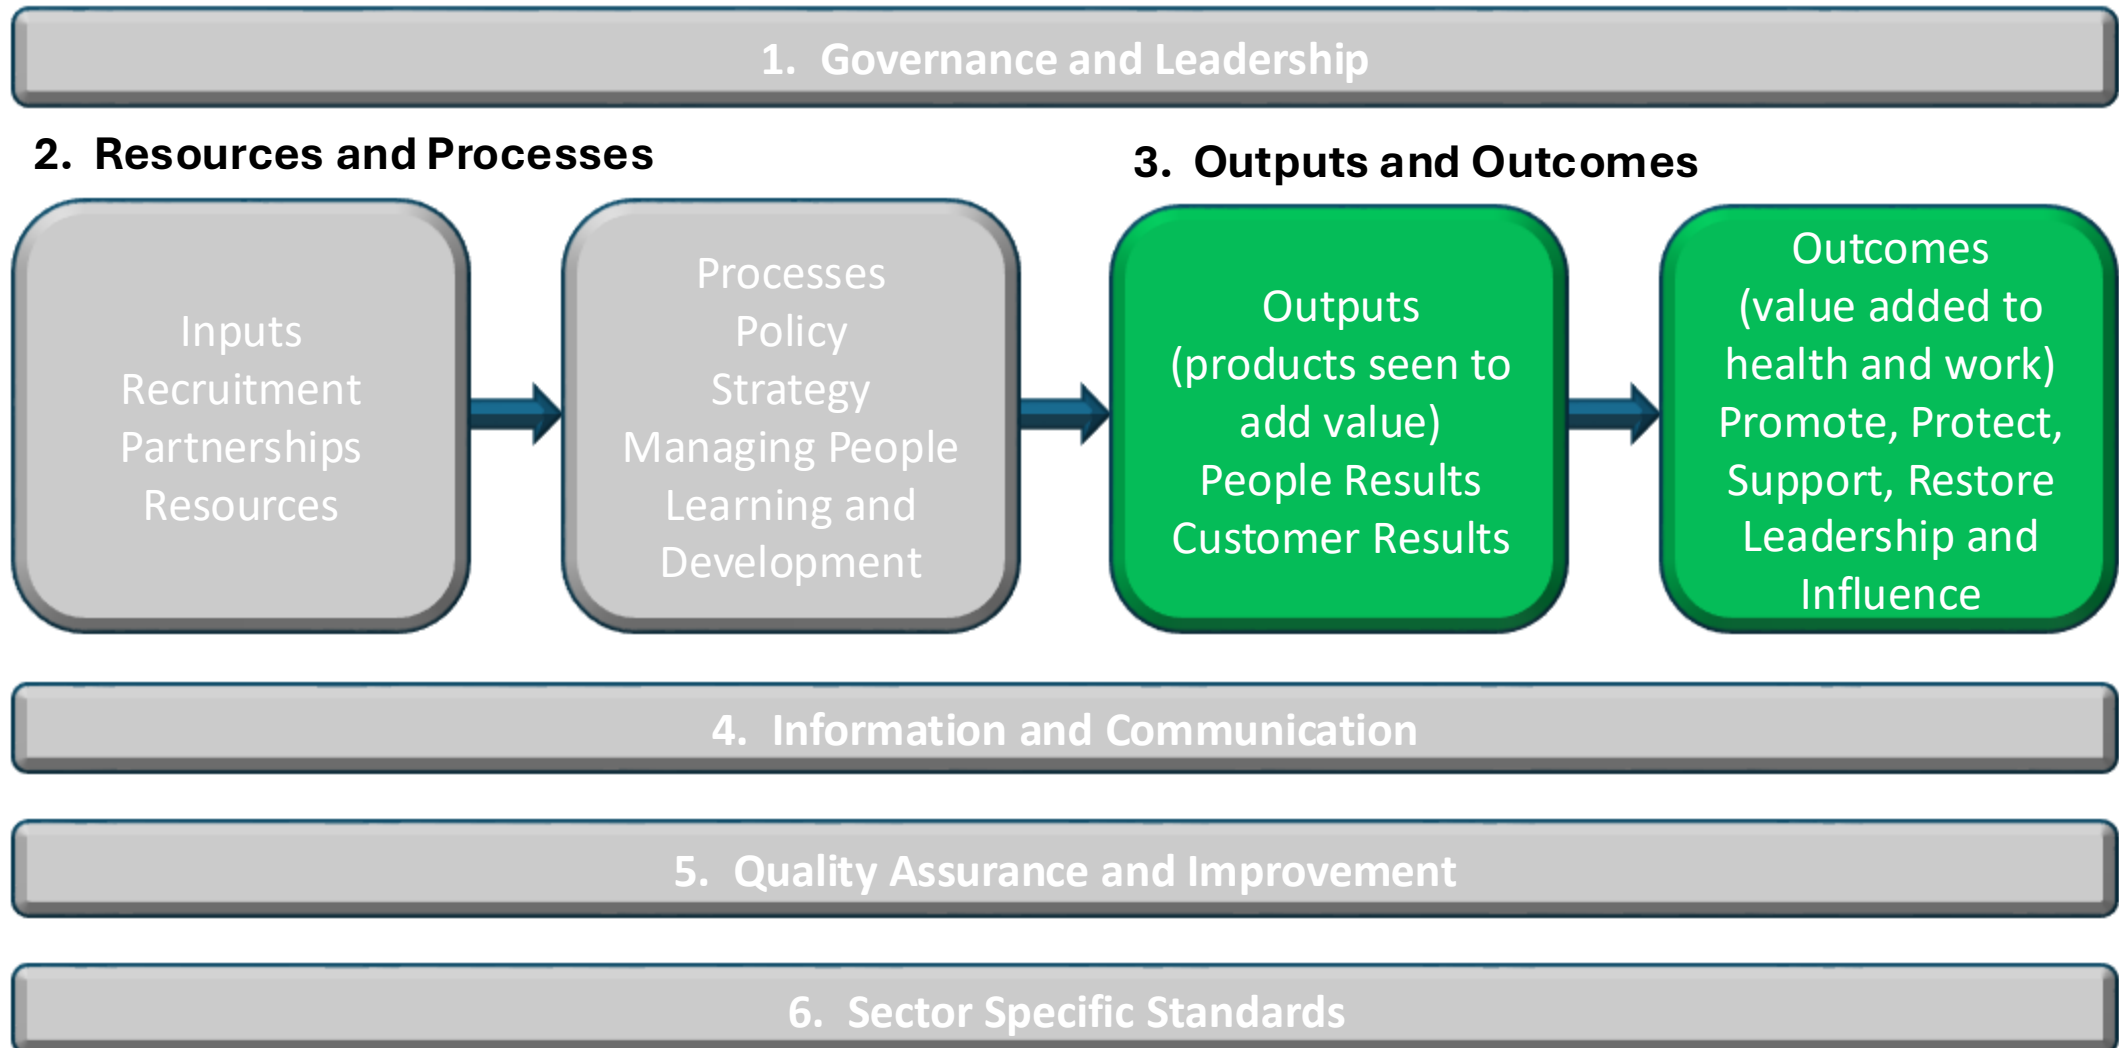 1. Governance and Leadership
2. Resources and Processes
3. Outputs and Outcomes
Inputs
Recruitment
Partnerships
Resources
Processes
Policy
Strategy
Managing People
Learning and
Development
Outputs
(products seen to
add value)
People Results
Customer Results
Outcomes
(value added to
health and work)
Promote, Protect,
Support, Restore
Leadership and
Influence
4. Information and Communication
5. Quality Assurance and Improvement
6. Sector Specific Standards